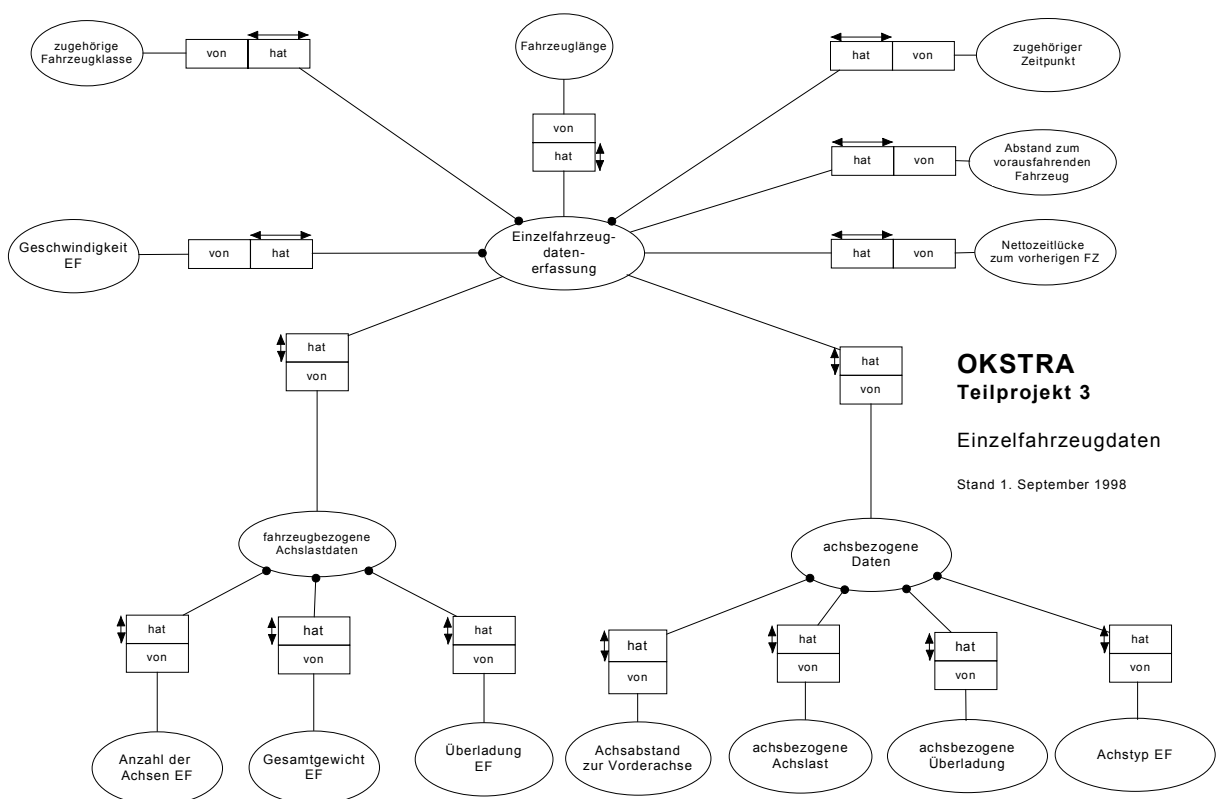 zugehörige
Fahrzeugklasse
von
hat
Fahrzeuglänge
von
hat
hat
von
zugehöriger
Zeitpunkt
hat
von
Abstand zum
vorausfahrenden
Fahrzeug
Geschwindigkeit
EF
von
hat
Einzelfahrzeug-
daten-
erfassung
hat
von
Nettozeitlücke
zum vorherigen FZ
hat
von
hat
von
OKSTRA
Teilprojekt 3
Einzelfahrzeugdaten
Stand 1. September 1998
fahrzeugbezogene
Achslastdaten
achsbezogene
Daten
hat
von
hat
von
hat
von
hat
von
hat
von
hat
von
hat
von
Anzahl der
Achsen EF
Gesamtgewicht
EF
Überladung
EF
Achsabstand
zur Vorderachse
achsbezogene
Achslast
achsbezogene
Überladung
Achstyp EF